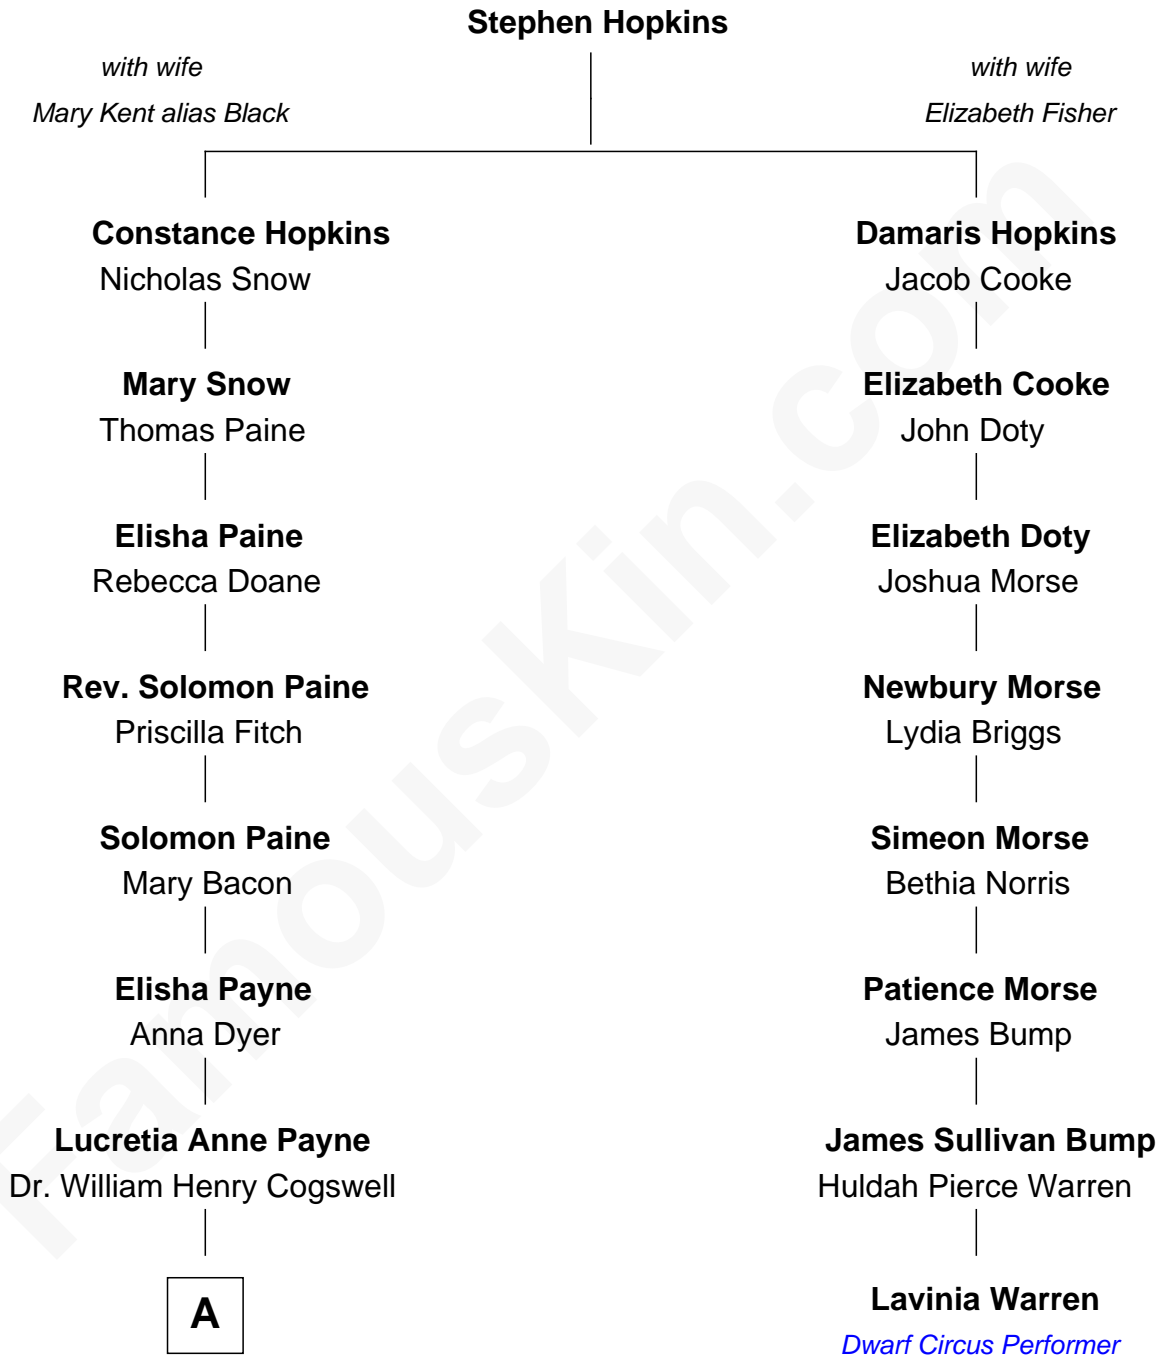 Stephen Hopkins
with wife
Mary Kent alias Black
with wife
Elizabeth Fisher
Constance Hopkins
Nicholas Snow
Damaris Hopkins
Jacob Cooke
Mary Snow
Thomas Paine
Elizabeth Cooke
John Doty
Elisha Paine
Rebecca Doane
Elizabeth Doty
Joshua Morse
Rev. Solomon Paine
Priscilla Fitch
Newbury Morse
Lydia Briggs
Solomon Paine
Mary Bacon
Simeon Morse
Bethia Norris
Elisha Payne
Anna Dyer
Patience Morse
James Bump
Lucretia Anne Payne
Dr. William Henry Cogswell
James Sullivan Bump
Huldah Pierce Warren
A
Lavinia Warren
Dwarf Circus Performer
FamousKin.com